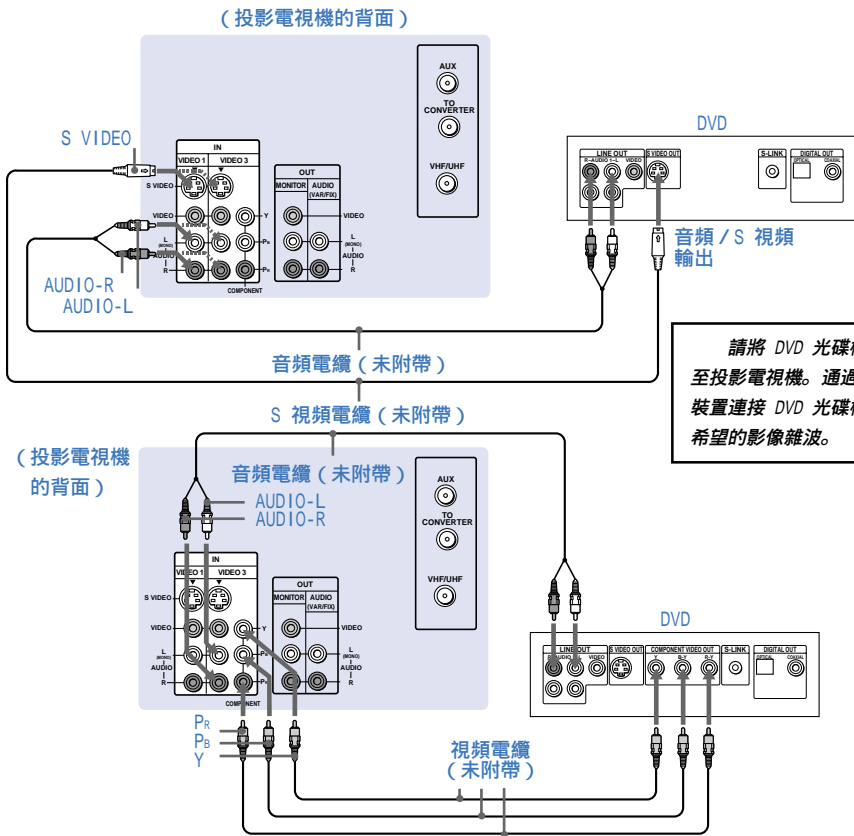 (投影電視機的背面)
AUX
TO
CONVERTER
VHF/UHF
S VIDEO
IN
VIDEO 1 VIDEO 3
S VIDEO
VIDEO
L
(MONO)
AUDIO
R
Y
PB
PR
COMPONENT
OUT
MONITOR AUDIO
(VAR/FIX)
VIDEO
L
(MONO)
AUDIO
R
AUDIO-R
AUDIO-L
DVD
LINE OUT
R–AUDIO 1–L VIDEO
S VIDEO OUT
S-LINK
DIGITAL OUT
OPTICAL COAXIAL
音頻/S 視頻
輸出
音頻電纜(未附帶)
S 視頻電纜(未附帶)
請將 DVD 光碟
至投影電視機。通過
裝置連接 DVD 光碟
希望的影像雜波。
(投影電視機
的背面)
音頻電纜(未附帶)
AUDIO-L
AUDIO-R
AUX
TO
CONVERTER
VHF/UHF
IN
VIDEO 1 VIDEO 3
S VIDEO
VIDEO
L
(MONO)
AUDIO
R
Y
COMPONENT
OUT
MONITOR AUDIO
(VAR/FIX)
VIDEO
L
(MONO)
AUDIO
R
PR
PB
Y
DVD
LINE OUT
VIDEO
S VIDEO OUT
COMPONENT VIDEO OUT
Y B-Y R-Y
S-LINK
DIGITAL OUT
OPTICAL COAXIAL
視頻電纜
(未附帶)